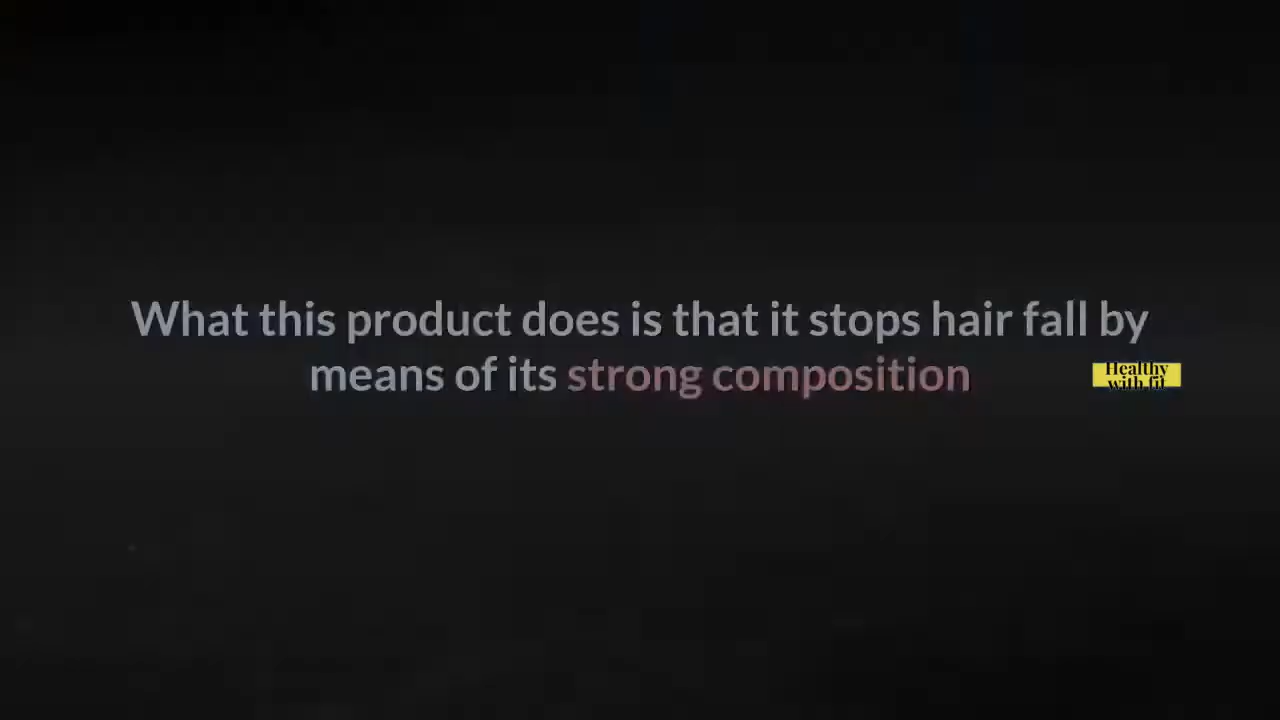 What this product does is that it stops hair fall by
means of its strong composition
Healthy
with fit